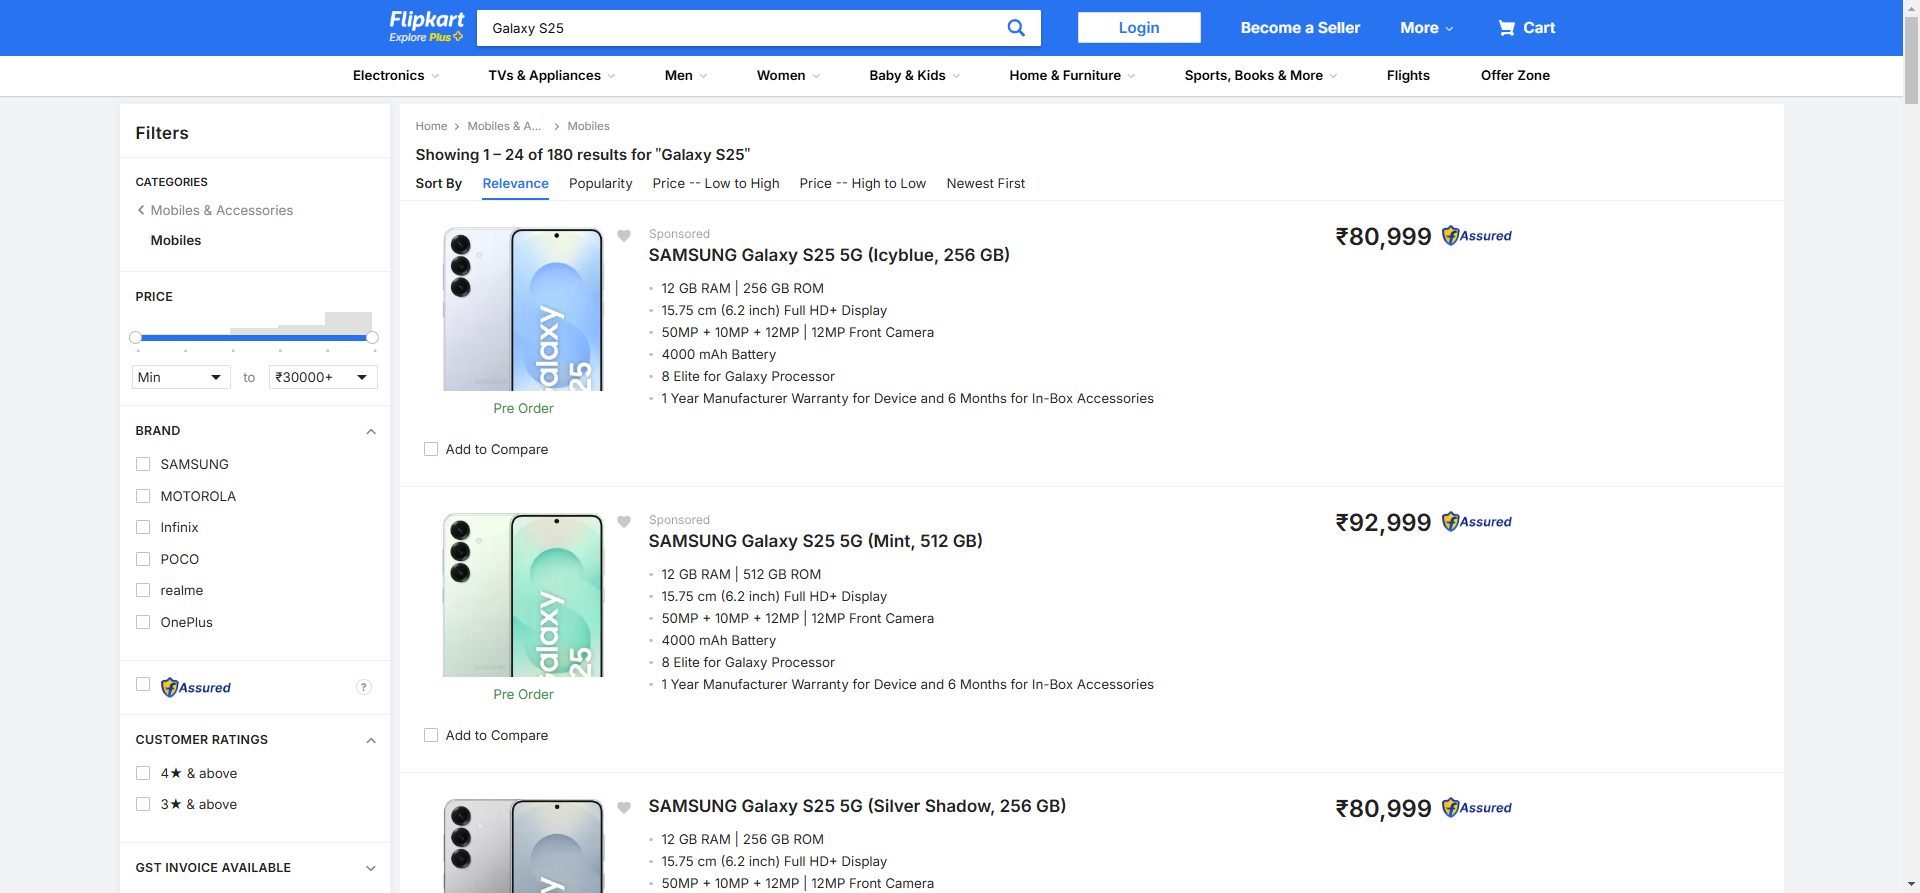 Flipkart
Explore Plus
Galaxy S25
Login
Become a Seller
More
Cart
Electronics
TVs & Appliances
Men
Women
Baby & Kids
Home & Furniture
Sports, Books & More
Flights
Offer Zone
Filters
CATEGORIES
Mobiles & Accessories
Mobiles
PRICE
Min
to
₹30000+
BRAND
SAMSUNG
MOTOROLA
Infinix
POCO
realme
OnePlus
Assured
?
CUSTOMER RATINGS
4★ & above
3★ & above
GST INVOICE AVAILABLE
Home
Mobiles & A...
Mobiles
Showing 1 – 24 of 180 results for "Galaxy S25"
Sort By
Relevance
Popularity
Price -- Low to High
Price -- High to Low
Newest First
Sponsored
SAMSUNG Galaxy S25 5G (Icyblue, 256 GB)
12 GB RAM | 256 GB ROM
15.75 cm (6.2 inch) Full HD+ Display
50MP + 10MP + 12MP | 12MP Front Camera
4000 mAh Battery
8 Elite for Galaxy Processor
1 Year Manufacturer Warranty for Device and 6 Months for In-Box Accessories
₹80,999
Assured
Pre Order
Add to Compare
Sponsored
SAMSUNG Galaxy S25 5G (Mint, 512 GB)
12 GB RAM | 512 GB ROM
15.75 cm (6.2 inch) Full HD+ Display
50MP + 10MP + 12MP | 12MP Front Camera
4000 mAh Battery
8 Elite for Galaxy Processor
1 Year Manufacturer Warranty for Device and 6 Months for In-Box Accessories
₹92,999
Assured
Pre Order
Add to Compare
SAMSUNG Galaxy S25 5G (Silver Shadow, 256 GB)
12 GB RAM | 256 GB ROM
15.75 cm (6.2 inch) Full HD+ Display
50MP + 10MP + 12MP | 12MP Front Camera
₹80,999
Assured